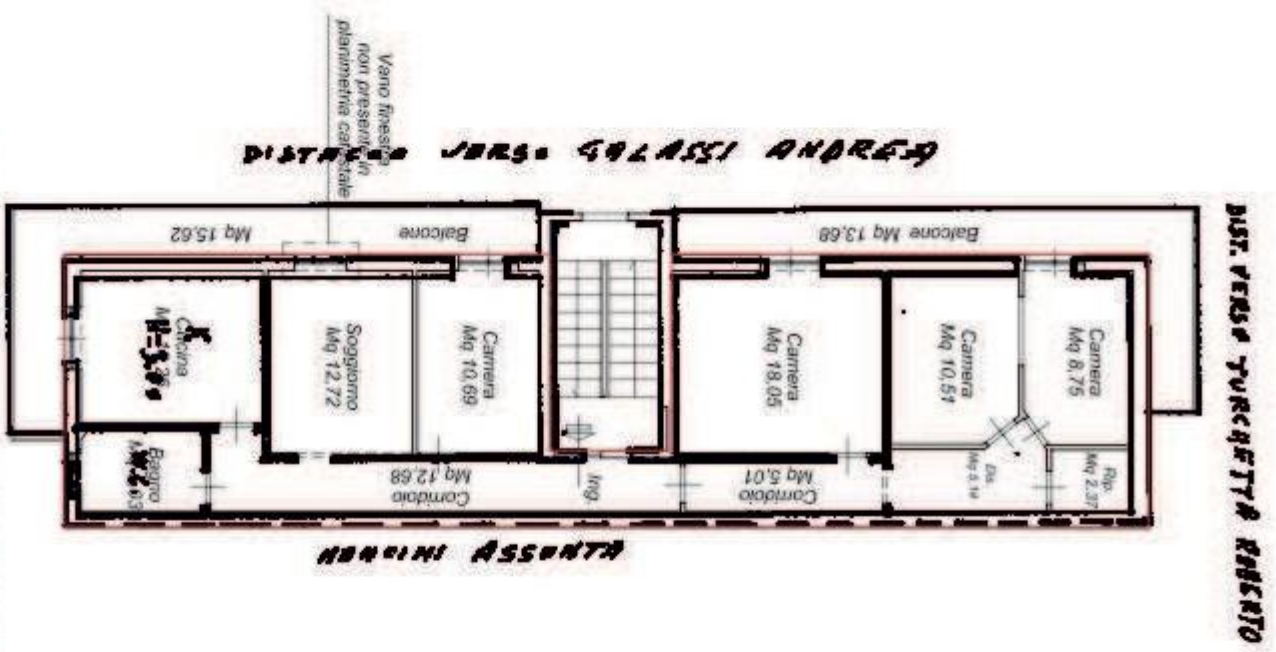 Vano finestra
non presente in
planimetria catastale
DISTACCO VERSO GALASSI ANDREA
Balcone
Mq 15.62
Balcone Mq 13.68
DIST. VERSO TURCHETTA ROBERTO
Cucina
Soggiorno
Mq 12.72
Camera
Mq 10.69
Camera
Mq 18.05
Camera
Mq 10.51
Camera
Mq 8.75
Bagno
Corridoio
Mq 12.68
Ing.
Corridoio
Mq 5.01
Dis.
Rip.
Mq 2.37
MANCINI ASSUNTA